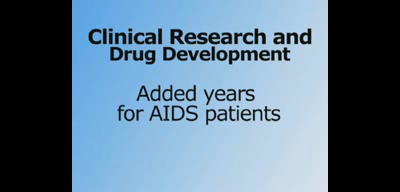 Clinical Research and
Drug Development
Added years
for AIDS patients